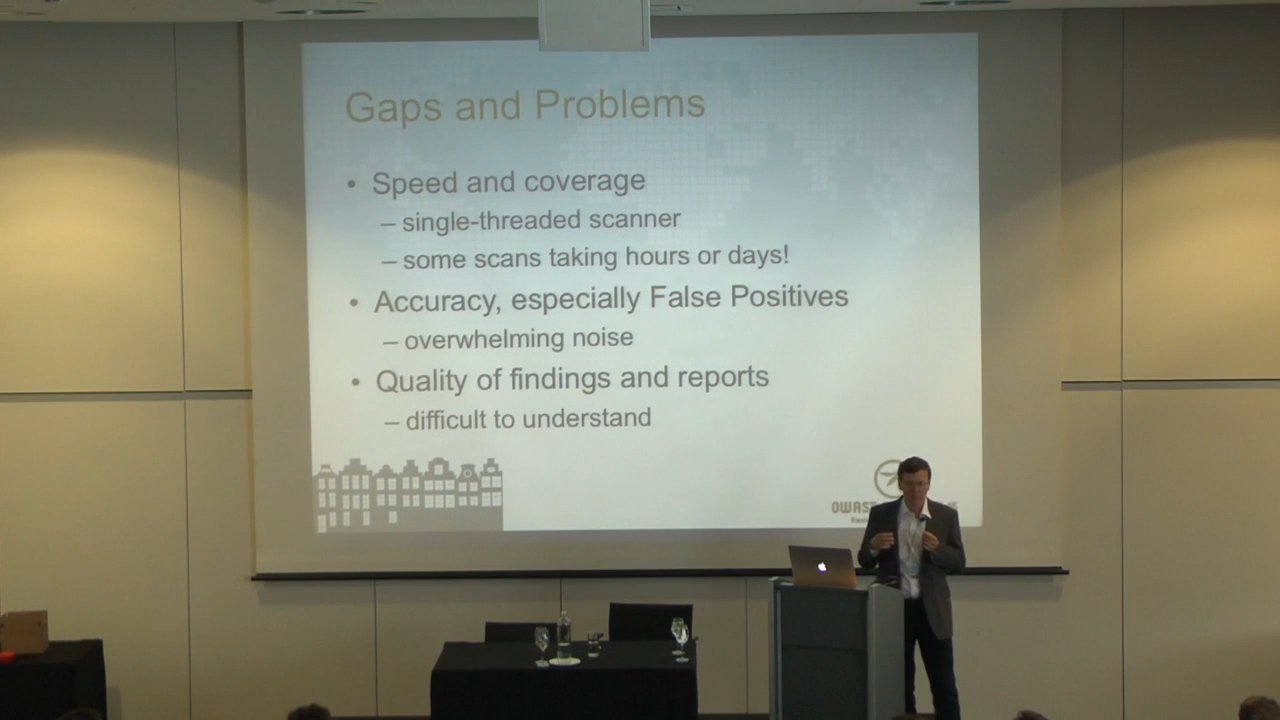 Gaps and Problems
• Speed and coverage
– single-threaded scanner
– some scans taking hours or days!
• Accuracy, especially False Positives
– overwhelming noise
• Quality of findings and reports
– difficult to understand